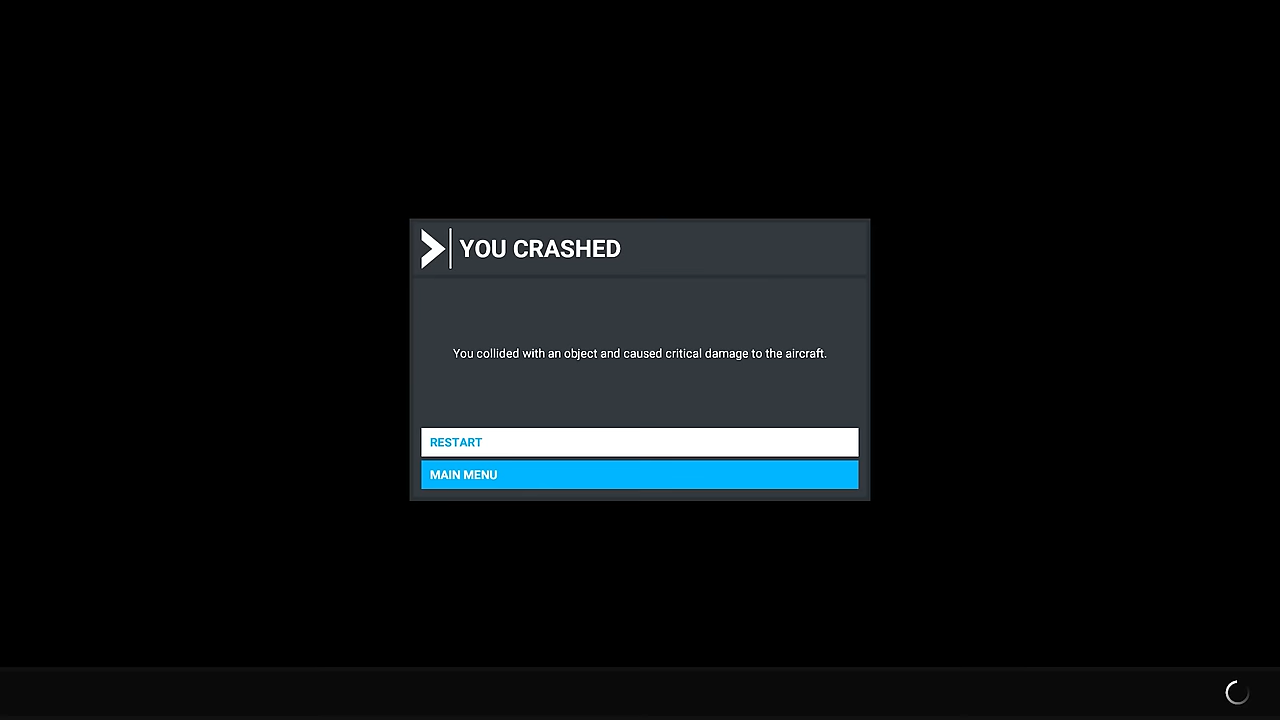 YOU CRASHED
You collided with an object and caused critical damage to the aircraft.
RESTART
MAIN MENU